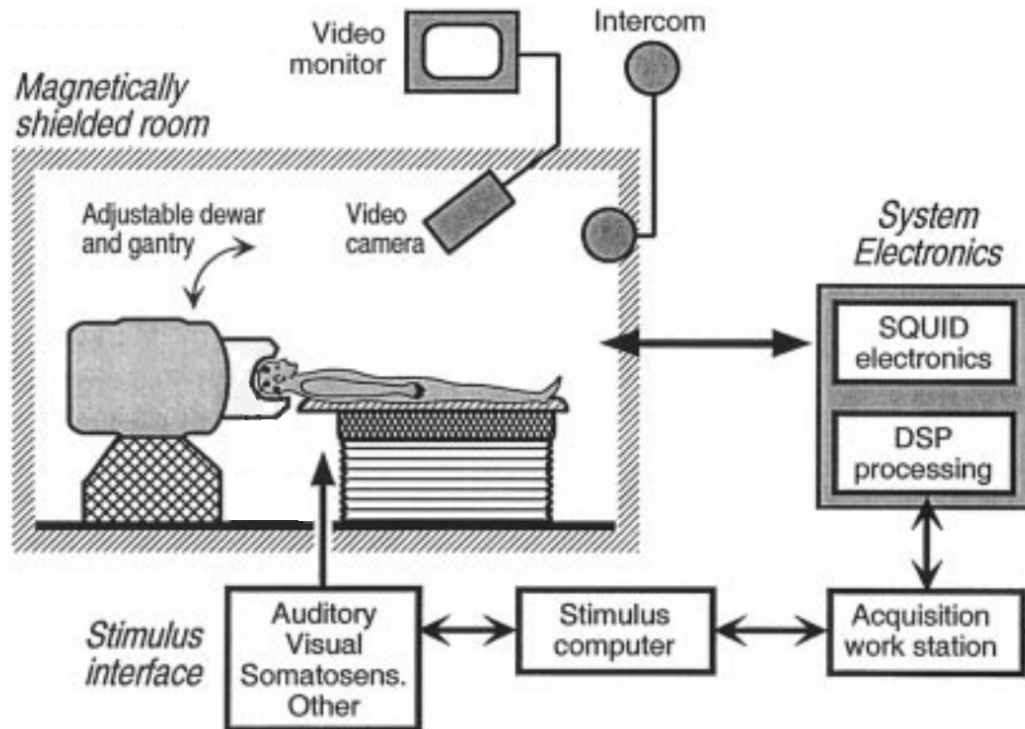 Video
monitor
Intercom
Magnetically
shielded room
Adjustable dewar
and gantry
Video
camera
System
Electronics
SQUID
electronics
DSP
processing
Stimulus
interface
Auditory
Visual
Somatosens.
Other
Stimulus
computer
Acquisition
work station